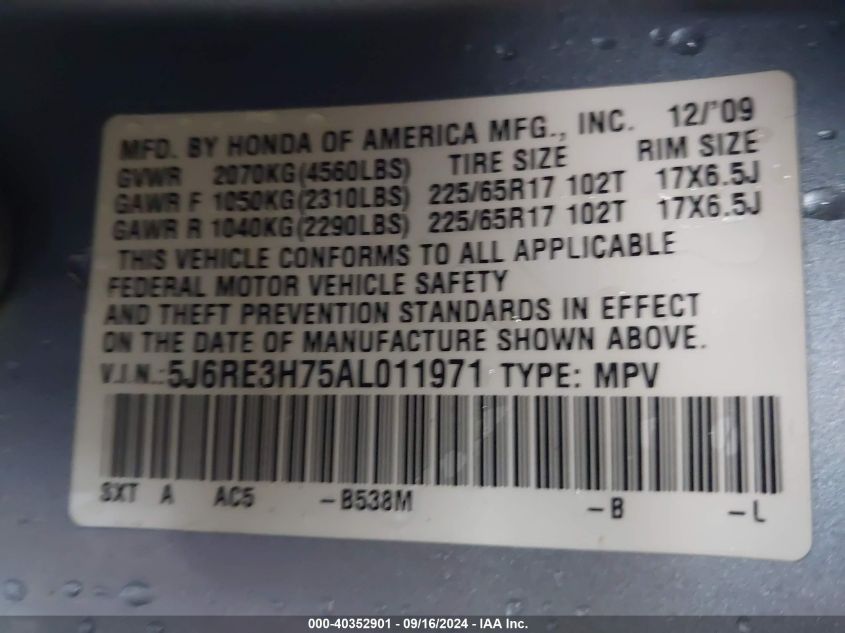 MFD. BY HONDA OF AMERICA MFG., INC. 12/'09
GVWR 2070KG(4560LBS) TIRE SIZE RIM SIZE
GAWR F 1050KG(2310LBS) 225/65R17 102T 17X6.5J
GAWR R 1040KG(2290LBS) 225/65R17 102T 17X6.5J
THIS VEHICLE CONFORMS TO ALL APPLICABLE
FEDERAL MOTOR VEHICLE SAFETY
AND THEFT PREVENTION STANDARDS IN EFFECT
ON THE DATE OF MANUFACTURE SHOWN ABOVE.
V.I.N.:5J6RE3H75AL011971 TYPE: MPV
SXT A AC5 -B538M -B -L
000-40352901 - 09/16/2024 - IAA Inc.